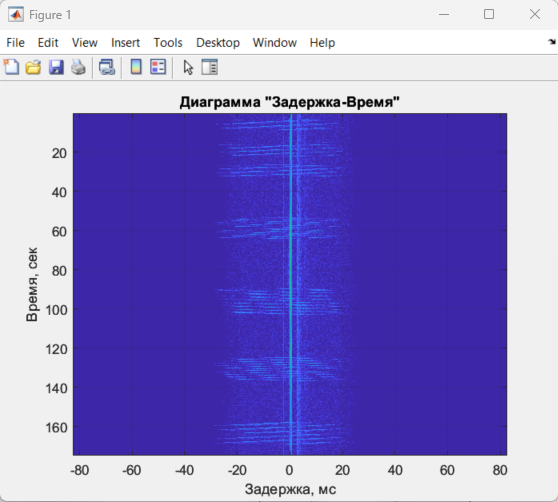 Figure 1
File Edit View Insert Tools Desktop Window Help
Диаграмма "Задержка-Время"
20
40
60
80
100
120
140
160
Время, сек
-80 -60 -40 -20 0 20 40 60 80
Задержка, мс